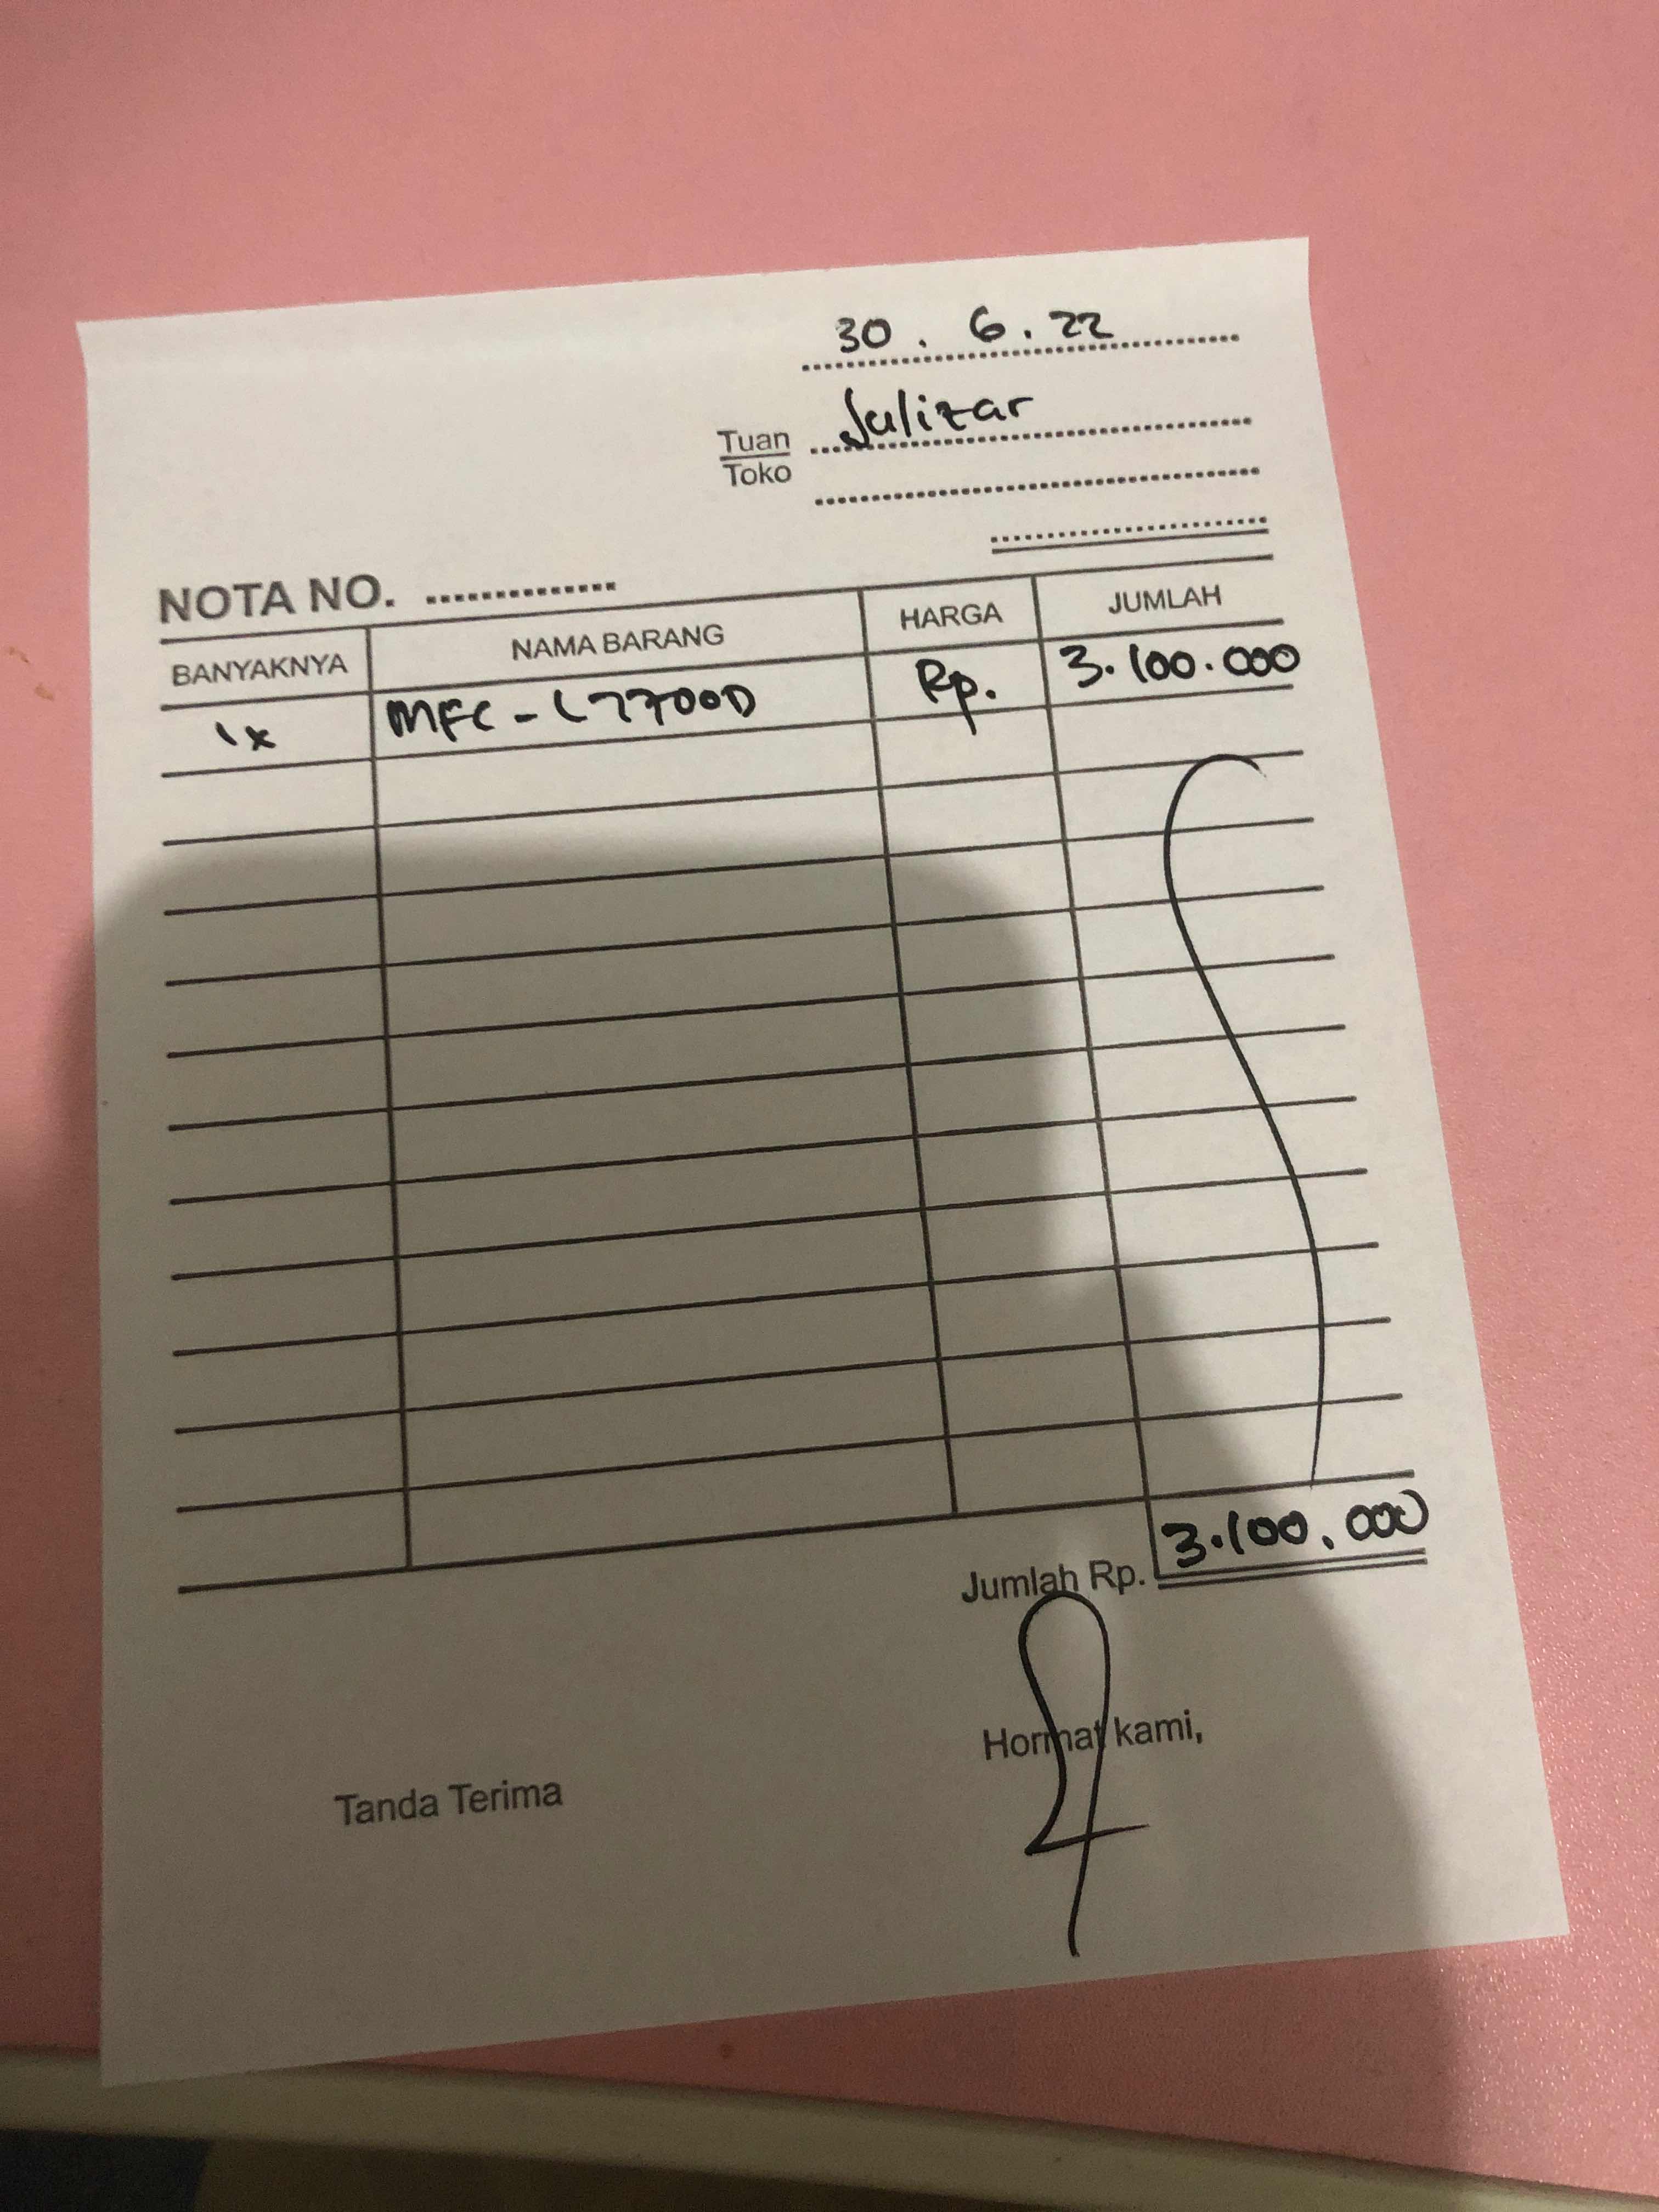 30 . 6 . 22
Tuan Julizar
Toko
NOTA NO. ..............
BANYAKNYA NAMA BARANG HARGA JUMLAH
1x MFC - L7700D Rp. 3.100.000
Jumlah Rp. 3.100.000
Tanda Terima Hormat kami,